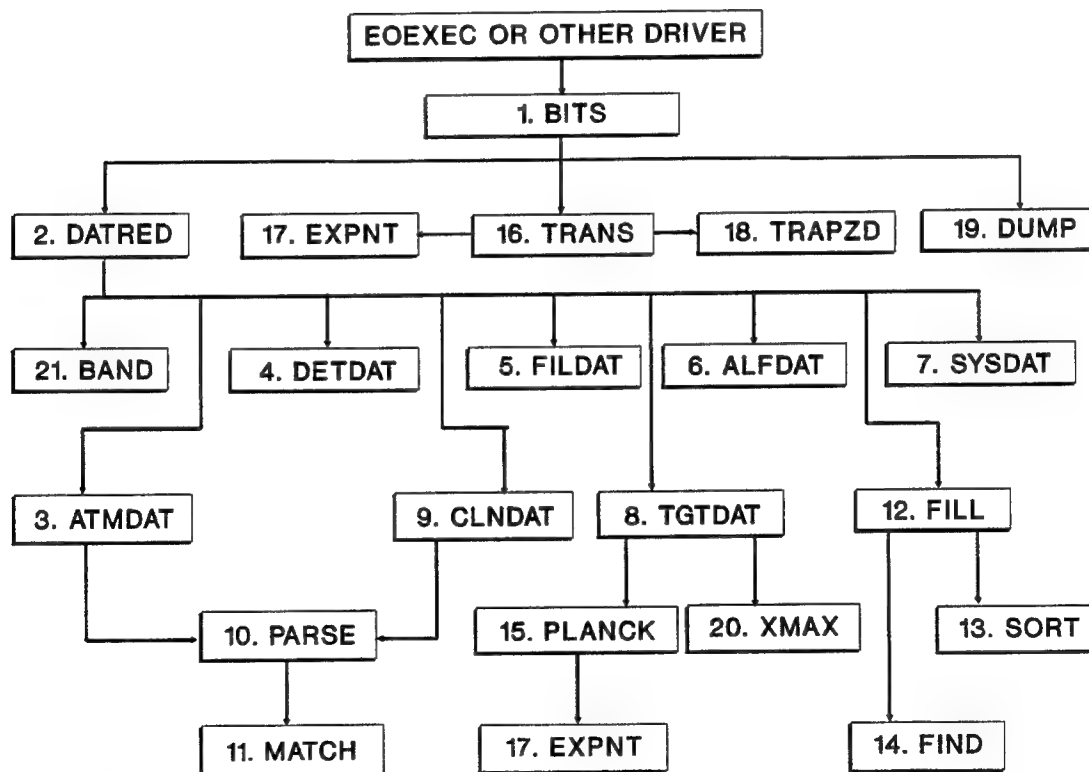 EOEXEC OR OTHER DRIVER
1. BITS
2. DATRED
17. EXPNT
16. TRANS
18. TRAPZD
19. DUMP
21. BAND
4. DETDAT
5. FILDAT
6. ALFDAT
7. SYSDAT
3. ATMDAT
9. CLNDAT
8. TGTDAT
12. FILL
10. PARSE
15. PLANCK
20. XMAX
13. SORT
11. MATCH
17. EXPNT
14. FIND